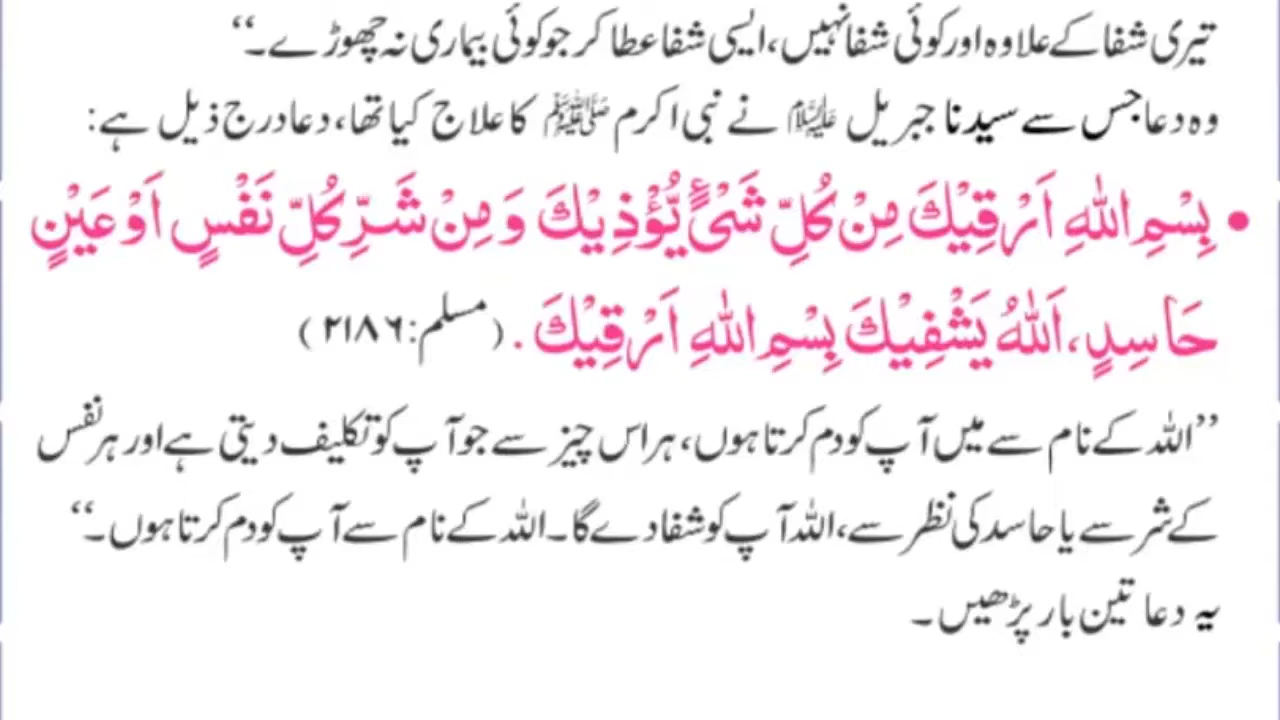 تیری شفا کے علاوہ اور کوئی شفا نہیں، ایسی شفا عطا کر جو کوئی بیماری نہ چھوڑے۔‘‘
وہ دعا جس سے سیدنا جبریل علیہ السلام نے نبی اکرم ﷺ کا علاج کیا تھا، دعا درج ذیل ہے:
• بِسْمِ اللهِ اَرْقِيْكَ مِنْ كُلِّ شَيْءٍ يُّؤْذِيْكَ وَ مِنْ شَرِّ كُلِّ نَفْسٍ اَوْ عَيْنٍ
حَاسِدٍ، اَللهُ يَشْفِيْكَ بِسْمِ اللهِ اَرْقِيْكَ. (مسلم: ۲۱۸۶)
’’اللہ کے نام سے میں آپ کو دم کرتا ہوں، ہر اس چیز سے جو آپ کو تکلیف دیتی ہے اور ہر نفس
کے شر سے یا حاسد کی نظر سے، اللہ آپ کو شفا دے گا۔ اللہ کے نام سے آپ کو دم کرتا ہوں۔‘‘
یہ دعا تین بار پڑھیں۔